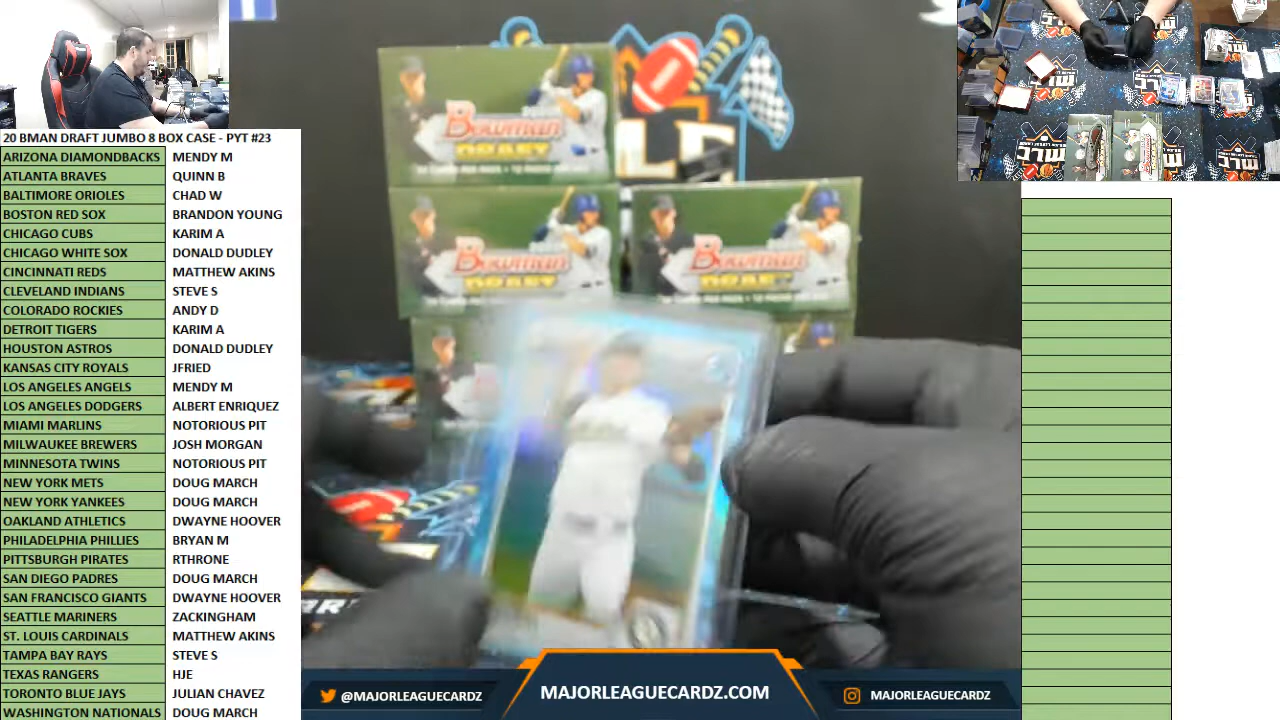 20 BMAN DRAFT JUMBO 8 BOX CASE - PYT #23
ARIZONA DIAMONDBACKS MENDY M
ATLANTA BRAVES QUINN B
BALTIMORE ORIOLES CHAD W
BOSTON RED SOX BRANDON YOUNG
CHICAGO CUBS KARIM A
CHICAGO WHITE SOX DONALD DUDLEY
CINCINNATI REDS MATTHEW AKINS
CLEVELAND INDIANS STEVE S
COLORADO ROCKIES ANDY D
DETROIT TIGERS KARIM A
HOUSTON ASTROS DONALD DUDLEY
KANSAS CITY ROYALS JFRIED
LOS ANGELES ANGELS MENDY M
LOS ANGELES DODGERS ALBERT ENRIQUEZ
MIAMI MARLINS NOTORIOUS PIT
MILWAUKEE BREWERS JOSH MORGAN
MINNESOTA TWINS NOTORIOUS PIT
NEW YORK METS DOUG MARCH
NEW YORK YANKEES DOUG MARCH
OAKLAND ATHLETICS DWAYNE HOOVER
PHILADELPHIA PHILLIES BRYAN M
PITTSBURGH PIRATES RTHRONE
SAN DIEGO PADRES DOUG MARCH
SAN FRANCISCO GIANTS DWAYNE HOOVER
SEATTLE MARINERS ZACKINGHAM
ST. LOUIS CARDINALS MATTHEW AKINS
TAMPA BAY RAYS STEVE S
TEXAS RANGERS HJE
TORONTO BLUE JAYS JULIAN CHAVEZ
WASHINGTON NATIONALS DOUG MARCH
Bowman
DRAFT
Bowman
DRAFT
Bowman
DRAFT
@MAJORLEAGUECARDZ
MAJORLEAGUECARDZ.COM
MAJORLEAGUECARDZ